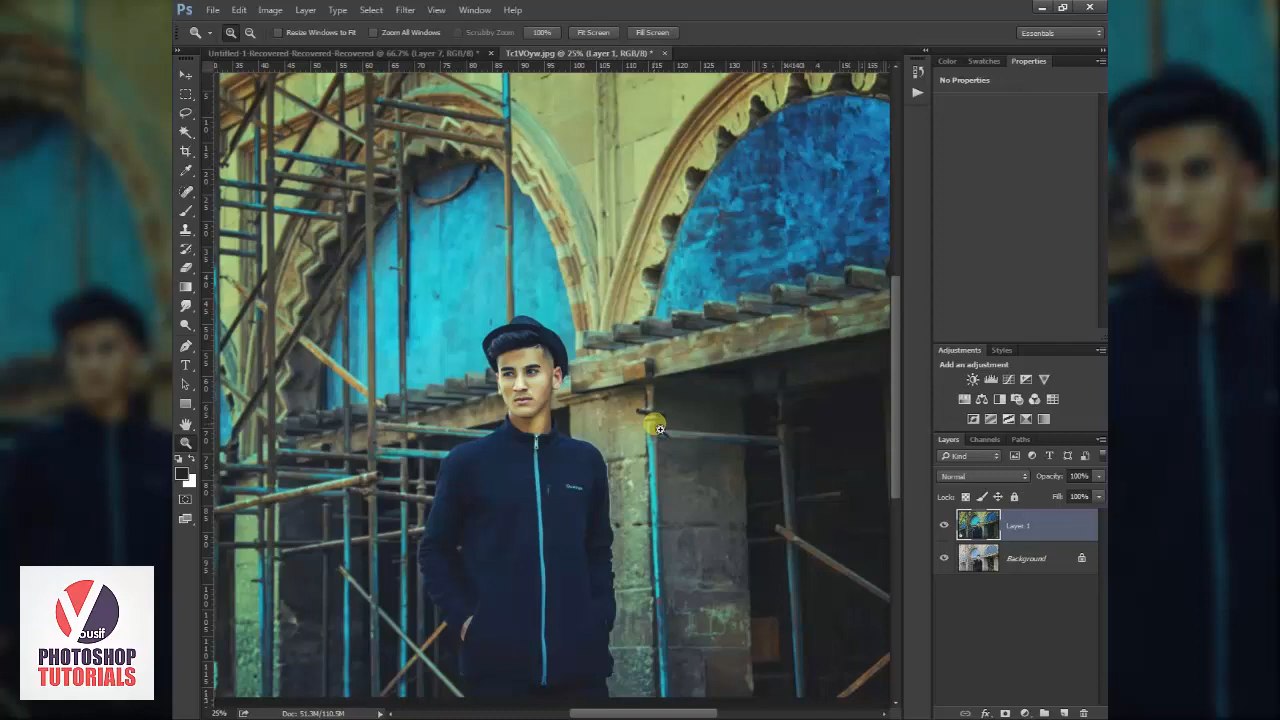 Ps File Edit Image Layer Type Select Filter View Window Help
Resize Windows to Fit Zoom All Windows Scrubby Zoom 100% Fit Screen Fill Screen Essentials
Untitled-1-Recovered-Recovered-Recovered @ 66.7% (Layer 7, RGB/8) * × Tc1VOyw.jpg @ 25% (Layer 1, RGB/8) * ×
Color Swatches Properties
No Properties
Adjustments Styles
Add an adjustment
Layers Channels Paths
Kind
Normal Opacity: 100%
Lock: Fill: 100%
Layer 1
Background
25% Doc: 51.3M/110.5M
Yousif
PHOTOSHOP
TUTORIALS